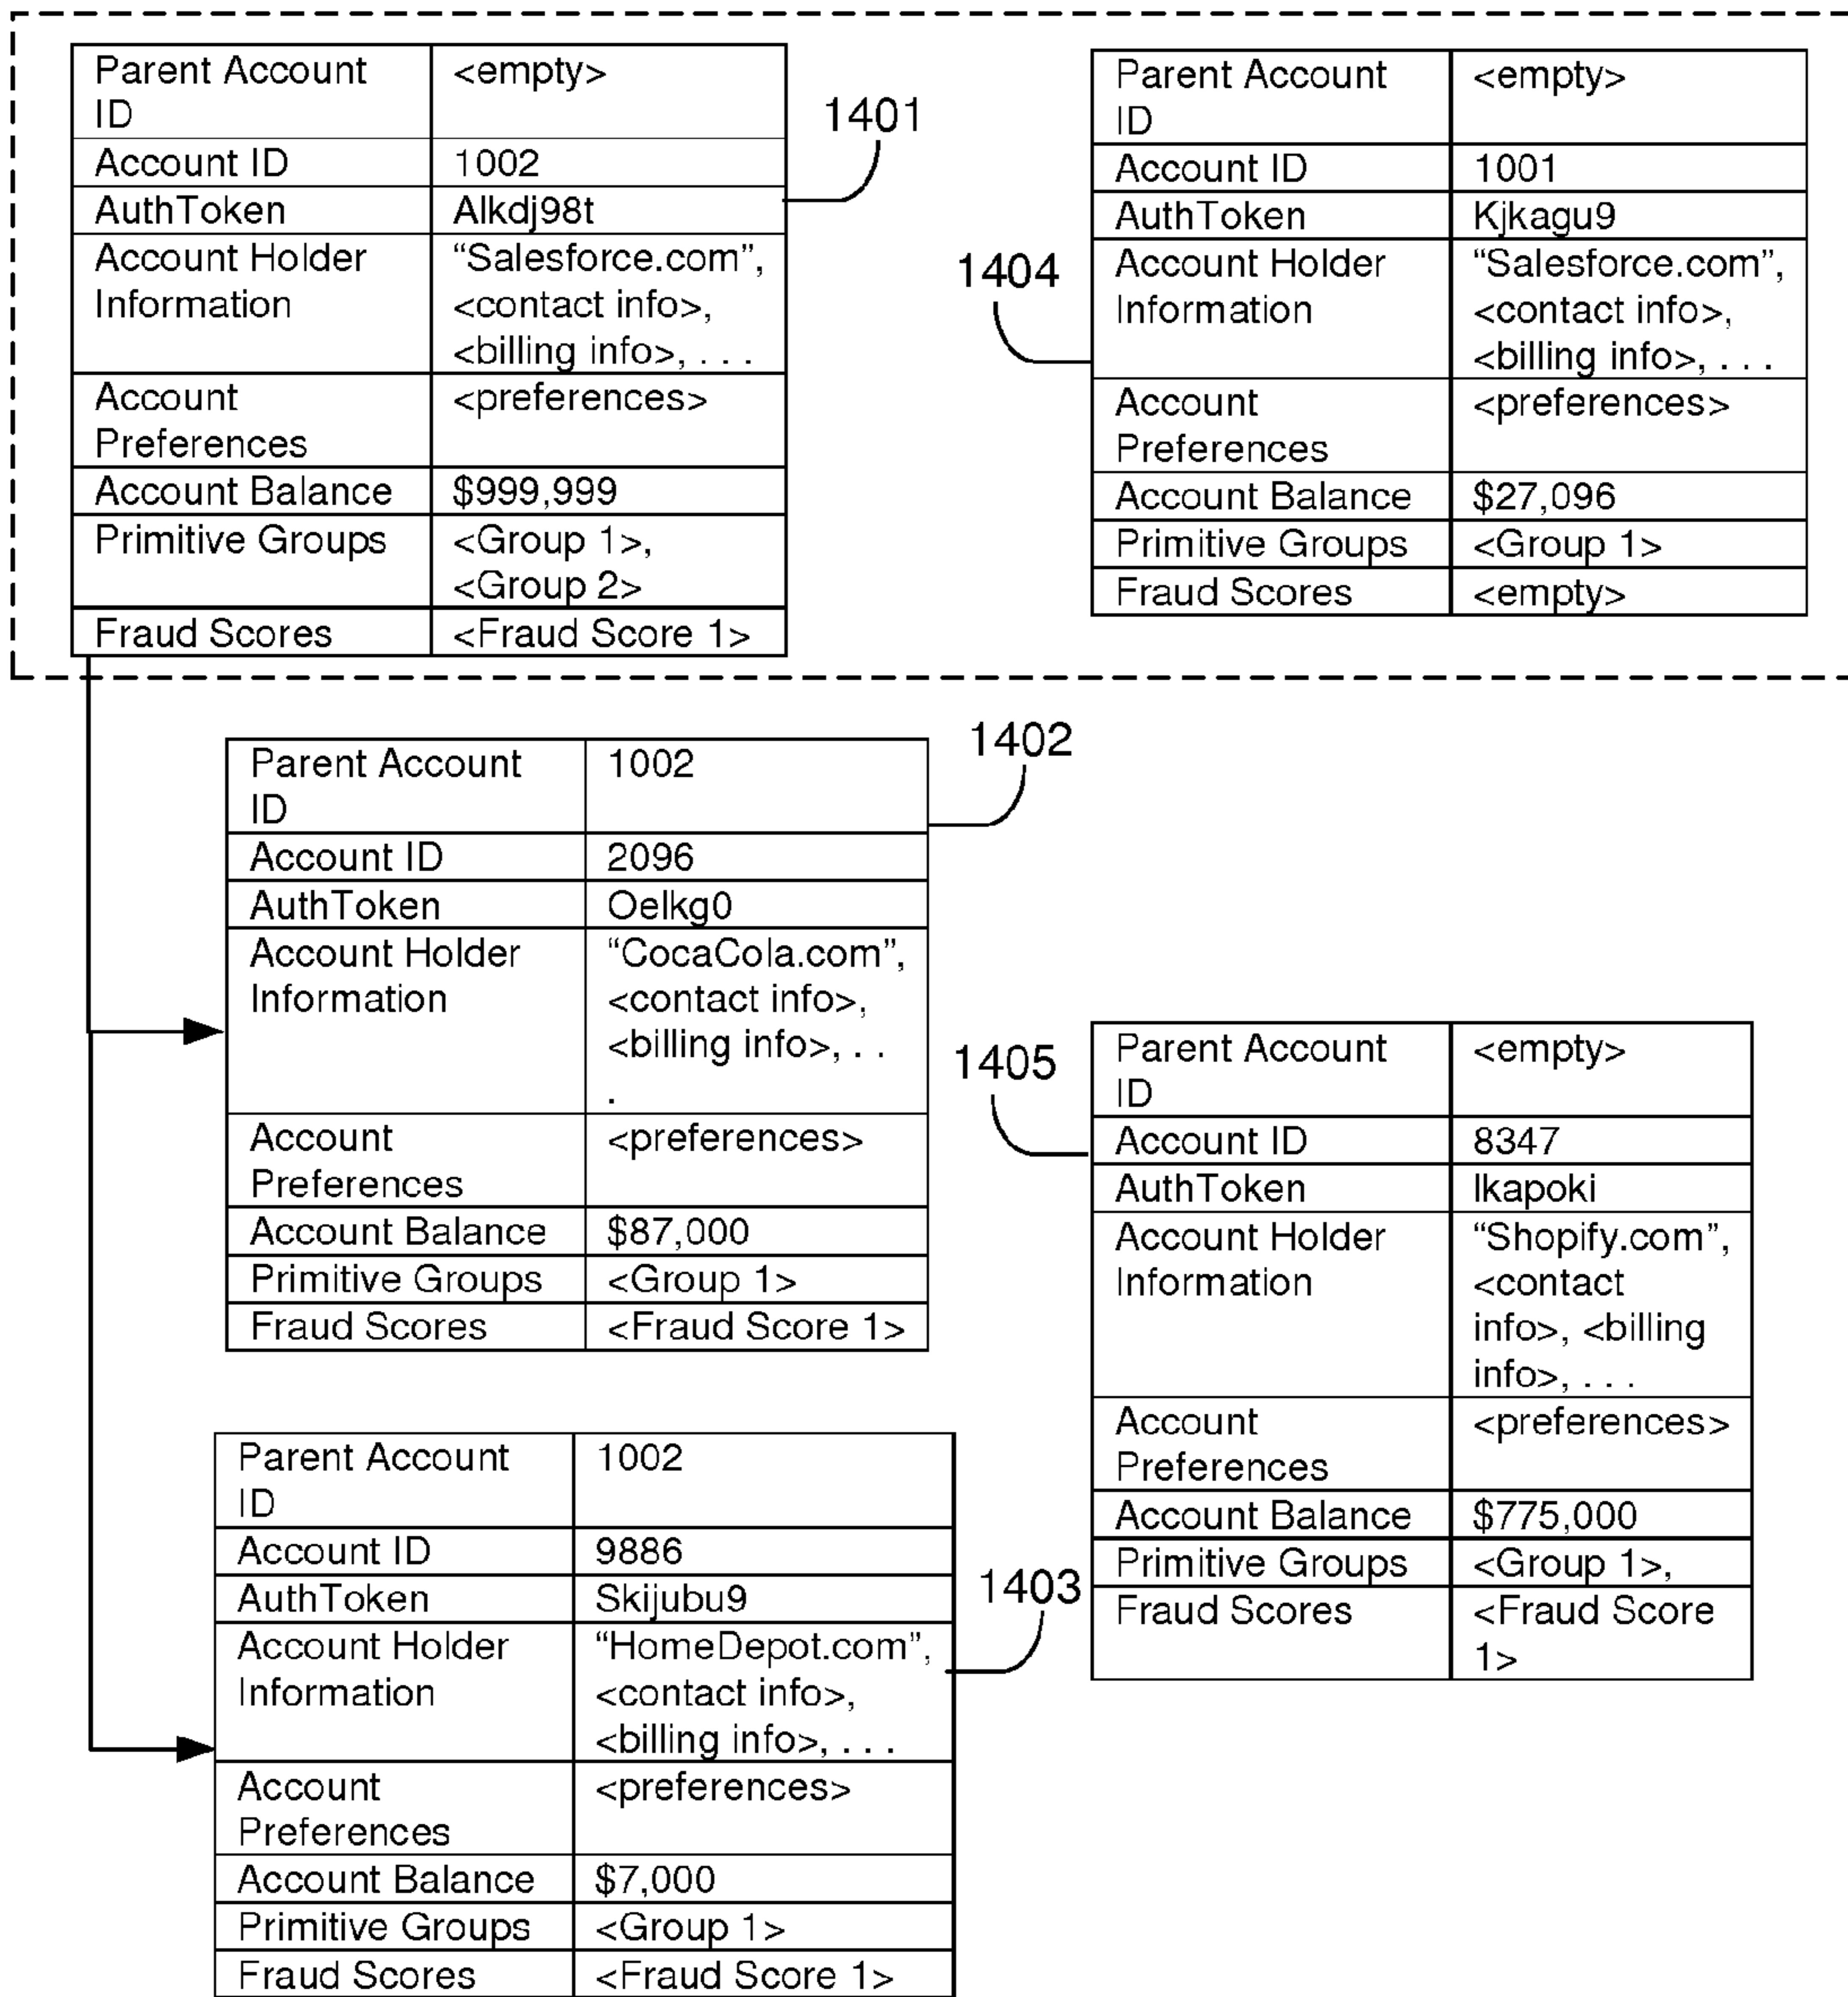 Parent Account <empty>
ID
Account ID 1002
AuthToken Alkdj98t
Account Holder "Salesforce.com",
Information <contact info>,
<billing info>, . . .
Account <preferences>
Preferences
Account Balance $999,999
Primitive Groups <Group 1>,
<Group 2>
Fraud Scores <Fraud Score 1>
1401
Parent Account <empty>
ID
Account ID 1001
AuthToken Kjkagu9
Account Holder "Salesforce.com",
Information <contact info>,
<billing info>, . . .
Account <preferences>
Preferences
Account Balance $27,096
Primitive Groups <Group 1>
Fraud Scores <empty>
1404
Parent Account 1002
ID
Account ID 2096
AuthToken Oelkg0
Account Holder “CocaCola.com”,
Information <contact info>,
<billing info>, . .
.
Account <preferences>
Preferences
Account Balance $87,000
Primitive Groups <Group 1>
Fraud Scores <Fraud Score 1>
1402
Parent Account <empty>
ID
Account ID 8347
AuthToken Ikapoki
Account Holder “Shopify.com”,
Information <contact
info>, <billing
info>, . . .
Account <preferences>
Preferences
Account Balance $775,000
Primitive Groups <Group 1>,
Fraud Scores <Fraud Score
1>
1405
Parent Account 1002
ID
Account ID 9886
AuthToken Skijubu9
Account Holder “HomeDepot.com”,
Information <contact info>,
<billing info>, . . .
Account <preferences>
Preferences
Account Balance $7,000
Primitive Groups <Group 1>
Fraud Scores <Fraud Score 1>
1403